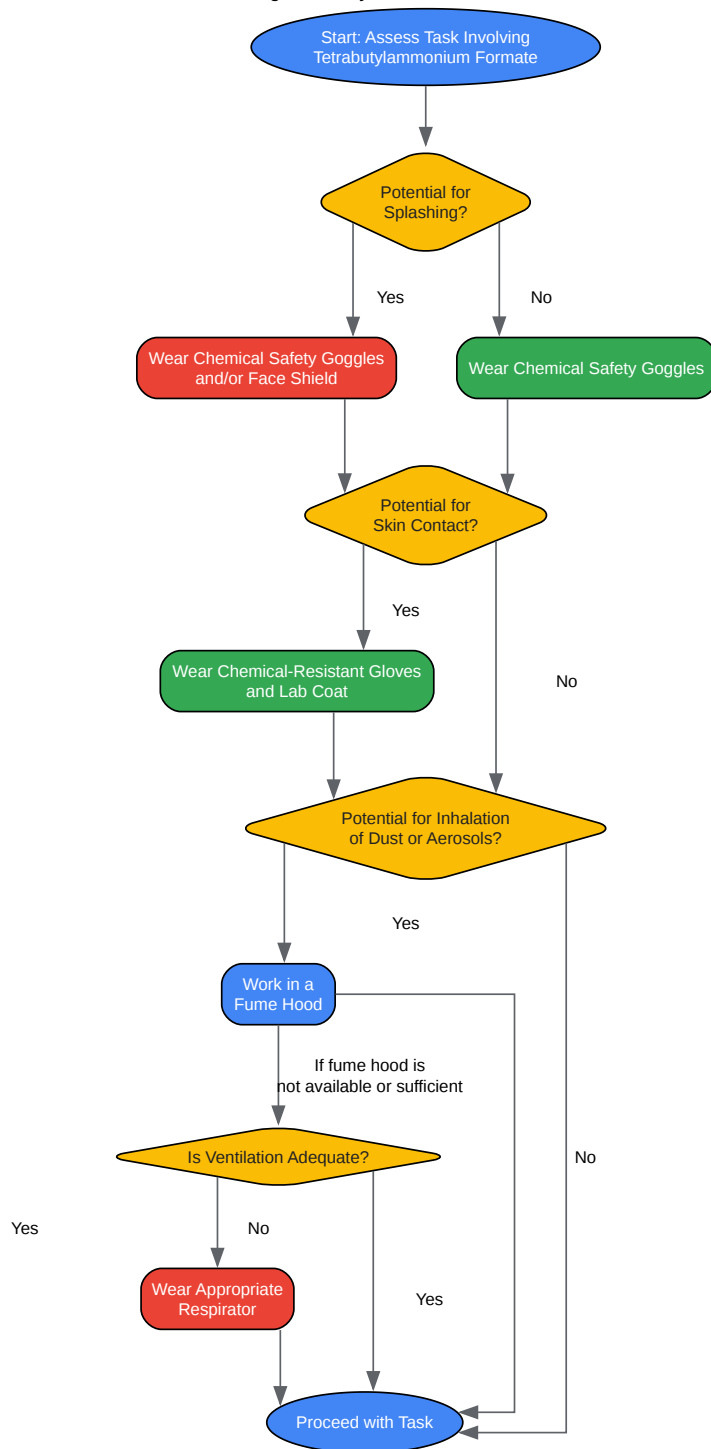 Start: Assess Task Involving
Tetrabutylammonium Formate
Potential for
Splashing?
Yes
No
Wear Chemical Safety Goggles
and/or Face Shield
Wear Chemical Safety Goggles
Potential for
Skin Contact?
Yes
Wear Chemical-Resistant Gloves
and Lab Coat
No
Potential for Inhalation
of Dust or Aerosols?
Yes
Work in a
Fume Hood
If fume hood is
not available or sufficient
Is Ventilation Adequate?
No
Yes
No
Wear Appropriate
Respirator
Yes
Proceed with Task